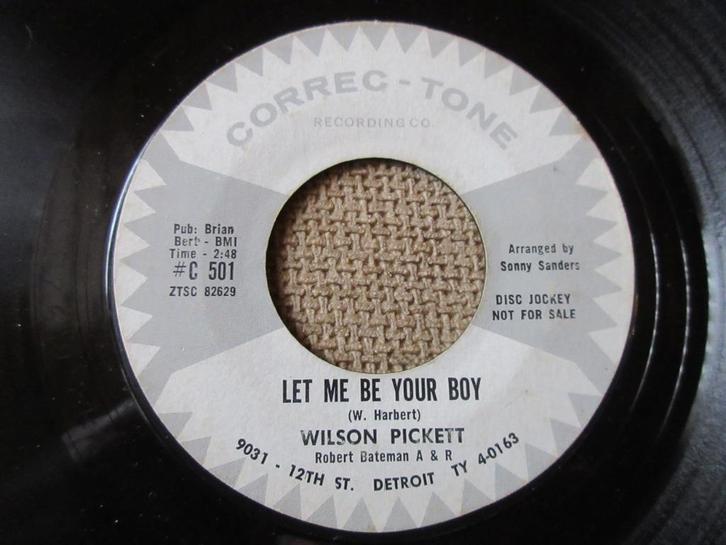 CORREC-TONE
RECORDING CO.
Pub: Brian
Bert - BMI
Time - 2:48
#C 501
ZTSC 82629
Arranged by
Sonny Sanders
DISC JOCKEY
NOT FOR SALE
LET ME BE YOUR BOY
(W. Harbert)
WILSON PICKETT
Robert Bateman A & R
9031 - 12TH ST. DETROIT TY 4-0163